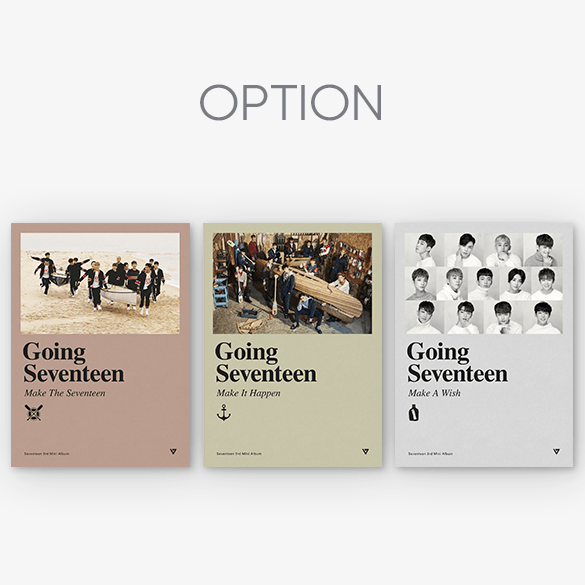 OPTION
Going
Seventeen
Make The Seventeen
Seventeen 3rd Mini Album
Going
Seventeen
Make It Happen
Seventeen 3rd Mini Album
Going
Seventeen
Make A Wish
Seventeen 3rd Mini Album